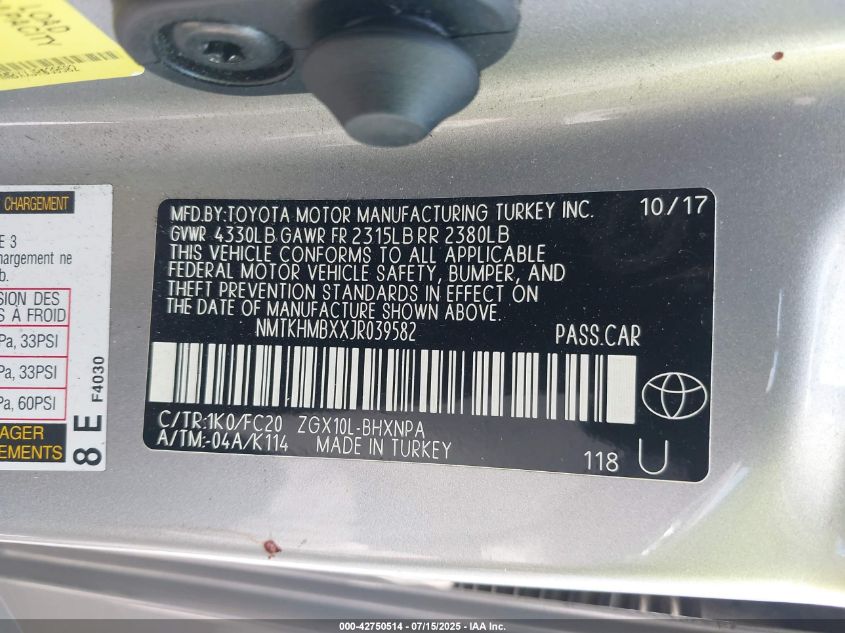 LOAD
CAPACITY
CHARGEMENT
E 3
hargement ne
b.
SION DES
S À FROID
Pa, 33PSI
Pa, 33PSI
Pa, 60PSI
AGER
EMENTS
8 E F4030
MFD.BY:TOYOTA MOTOR MANUFACTURING TURKEY INC. 10/17
GVWR 4330LB GAWR FR 2315LB RR 2380LB
THIS VEHICLE CONFORMS TO ALL APPLICABLE
FEDERAL MOTOR VEHICLE SAFETY, BUMPER, AND
THEFT PREVENTION STANDARDS IN EFFECT ON
THE DATE OF MANUFACTURE SHOWN ABOVE.
NMTKHMBXXJR039582 PASS.CAR
C/TR:1K0/FC20 ZGX10L-BHXNPA
A/TM:-04A/K114 MADE IN TURKEY
118 U
000-42750514 - 07/15/2025 - IAA Inc.